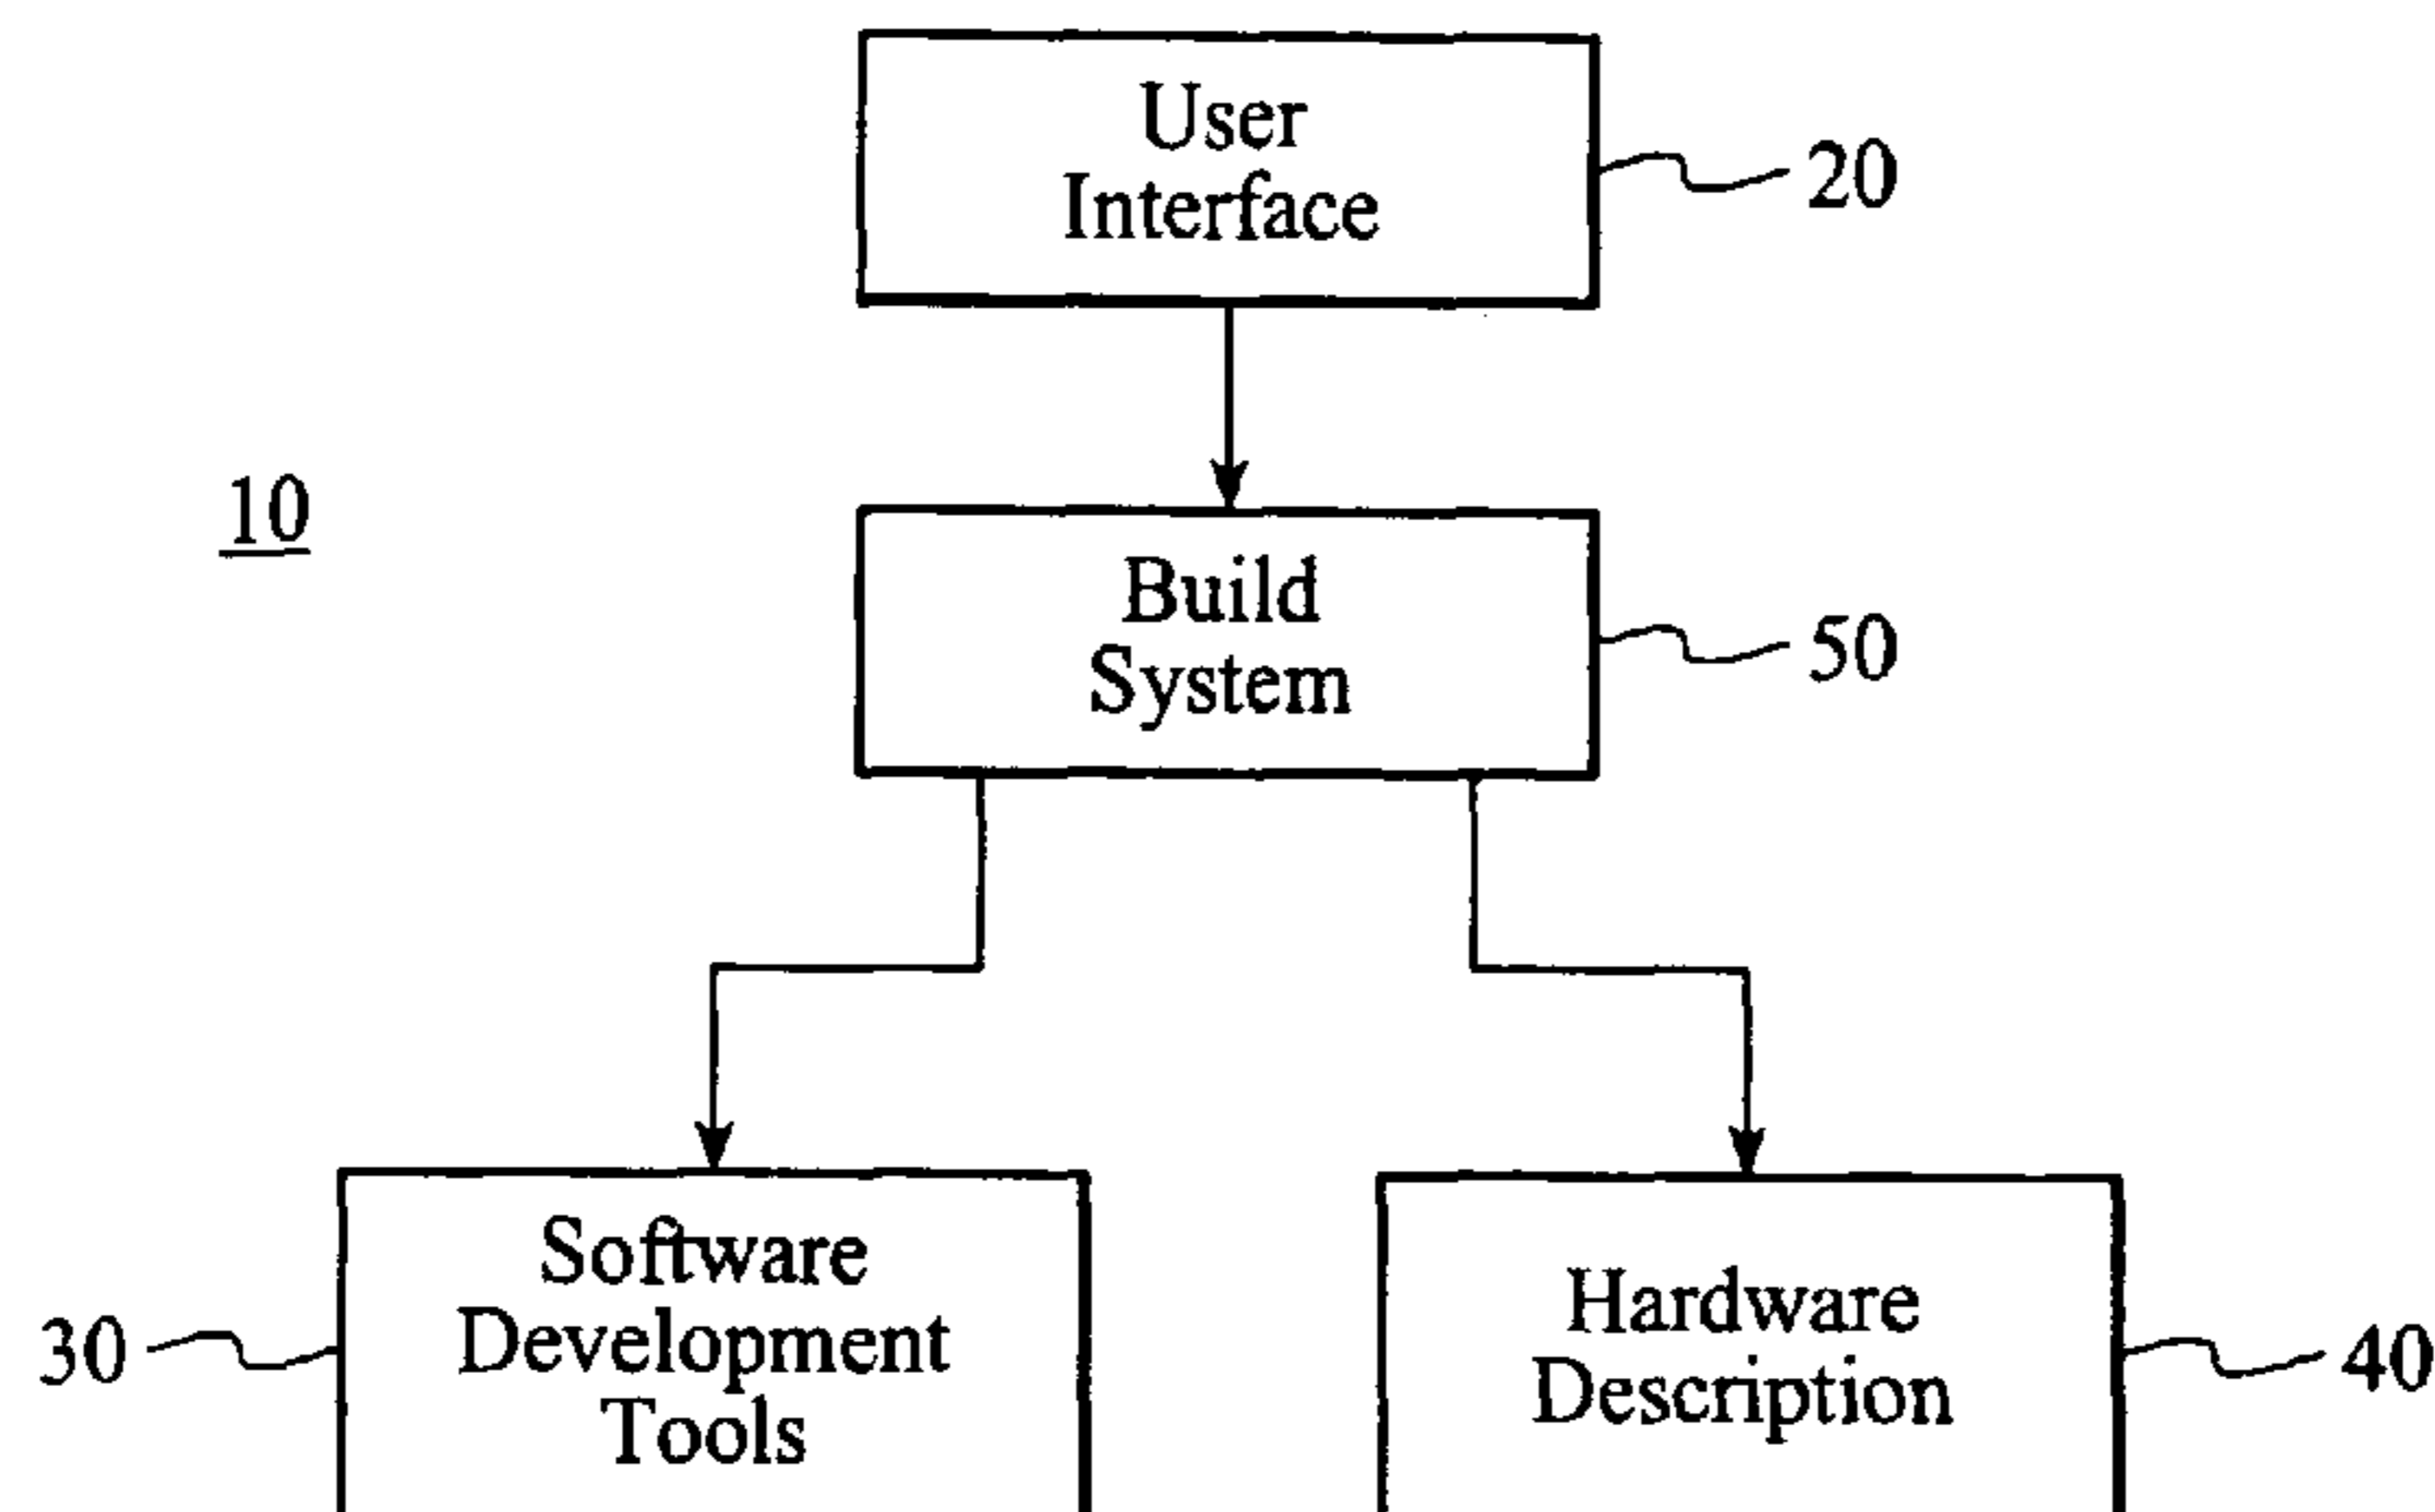 User
Interface
20
10
Build
System
50
Software
Development
Tools
30
Hardware
Description
40